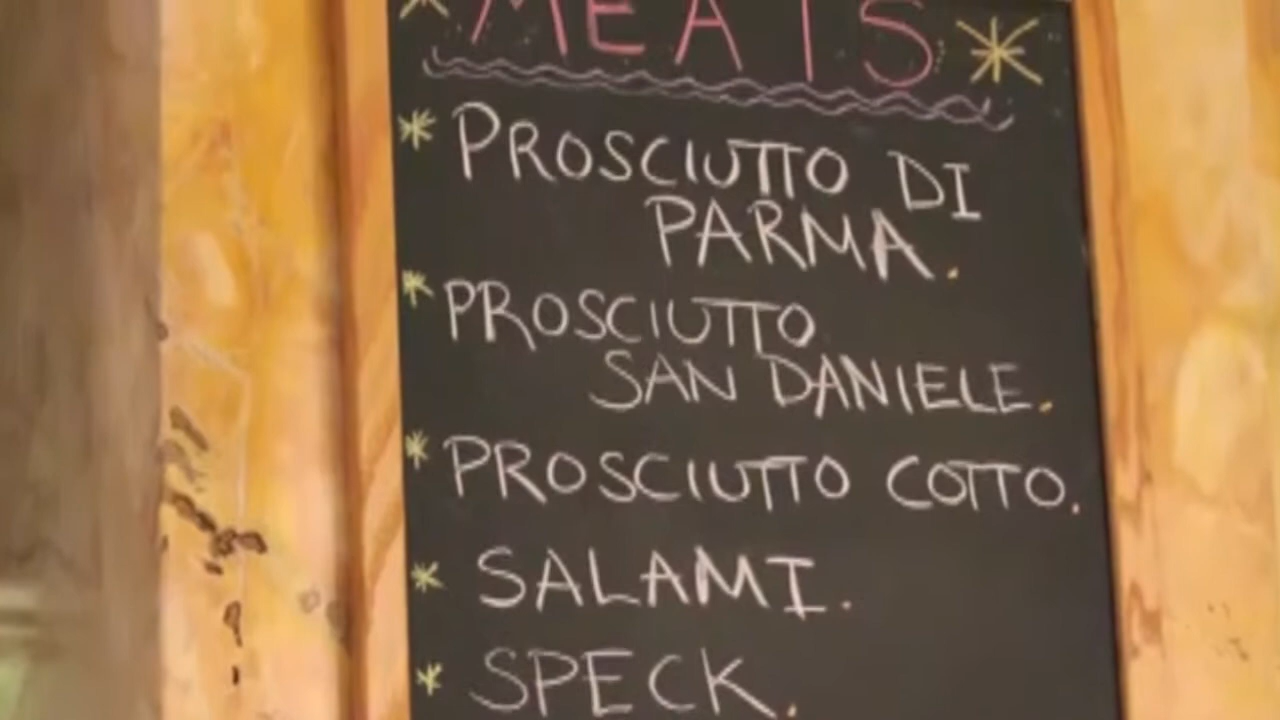 MEATS
* PROSCIUTTO DI
PARMA.
* PROSCIUTTO
SAN DANIELE.
* PROSCIUTTO COTTO.
* SALAMI.
* SPECK.